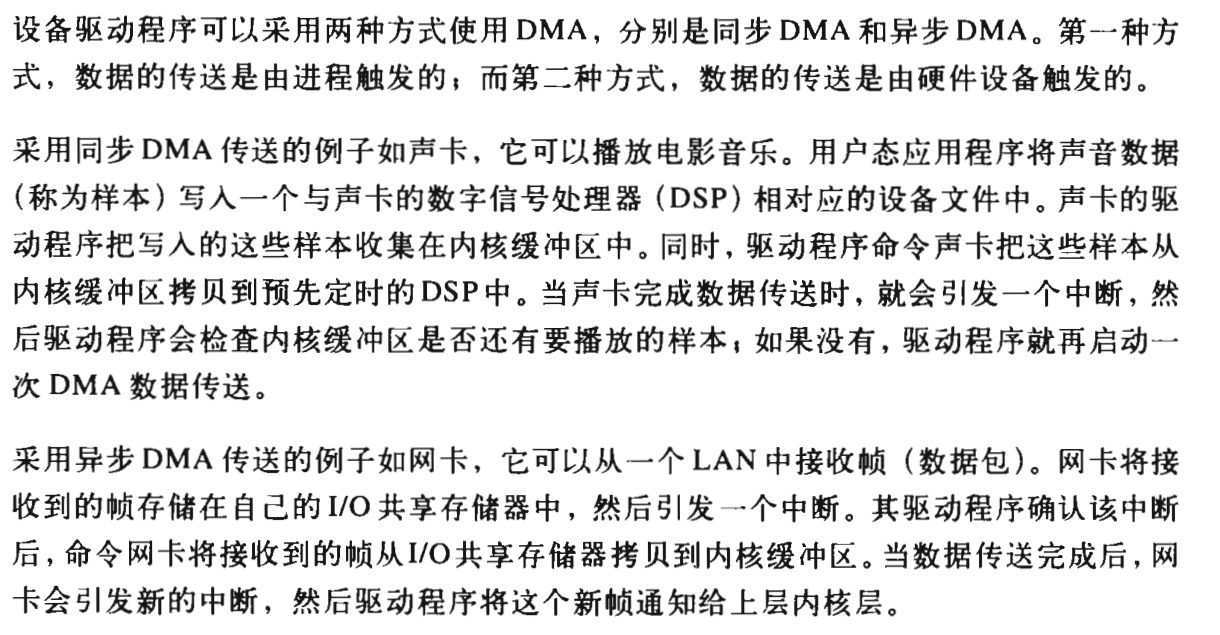 设备驱动程序可以采用两种方式使用DMA，分别是同步DMA和异步DMA。第一种方
式，数据的传送是由进程触发的；而第二种方式，数据的传送是由硬件设备触发的。
采用同步DMA传送的例子如声卡，它可以播放电影音乐。用户态应用程序将声音数据
（称为样本）写入一个与声卡的数字信号处理器（DSP）相对应的设备文件中。声卡的驱
动程序把写入的这些样本收集在内核缓冲区中。同时，驱动程序命令声卡把这些样本从
内核缓冲区拷贝到预先定时的DSP中。当声卡完成数据传送时，就会引发一个中断，然
后驱动程序会检查内核缓冲区是否还有要播放的样本；如果没有，驱动程序就再启动一
次DMA数据传送。
采用异步DMA传送的例子如网卡，它可以从一个LAN中接收帧（数据包）。网卡将接
收到的帧存储在自己的I/O共享存储器中，然后引发一个中断。其驱动程序确认该中断
后，命令网卡将接收到的帧从I/O共享存储器拷贝到内核缓冲区。当数据传送完成后，网
卡会引发新的中断，然后驱动程序将这个新帧通知给上层内核层。